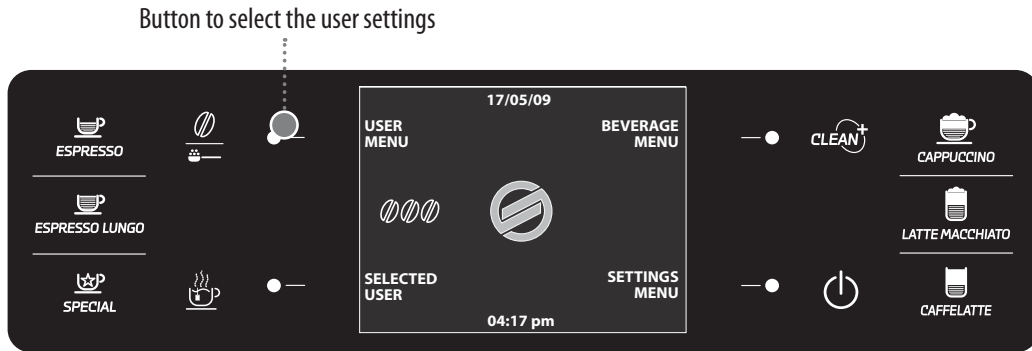 Button to select the user settings
17/05/09
USER
MENU
BEVERAGE
MENU
ESPRESSO
CLEAN+
CAPPUCCINO
ESPRESSO LUNGO
LATTE MACCHIATO
SELECTED
USER
SETTINGS
MENU
SPECIAL
CAFFELATTE
04:17 pm